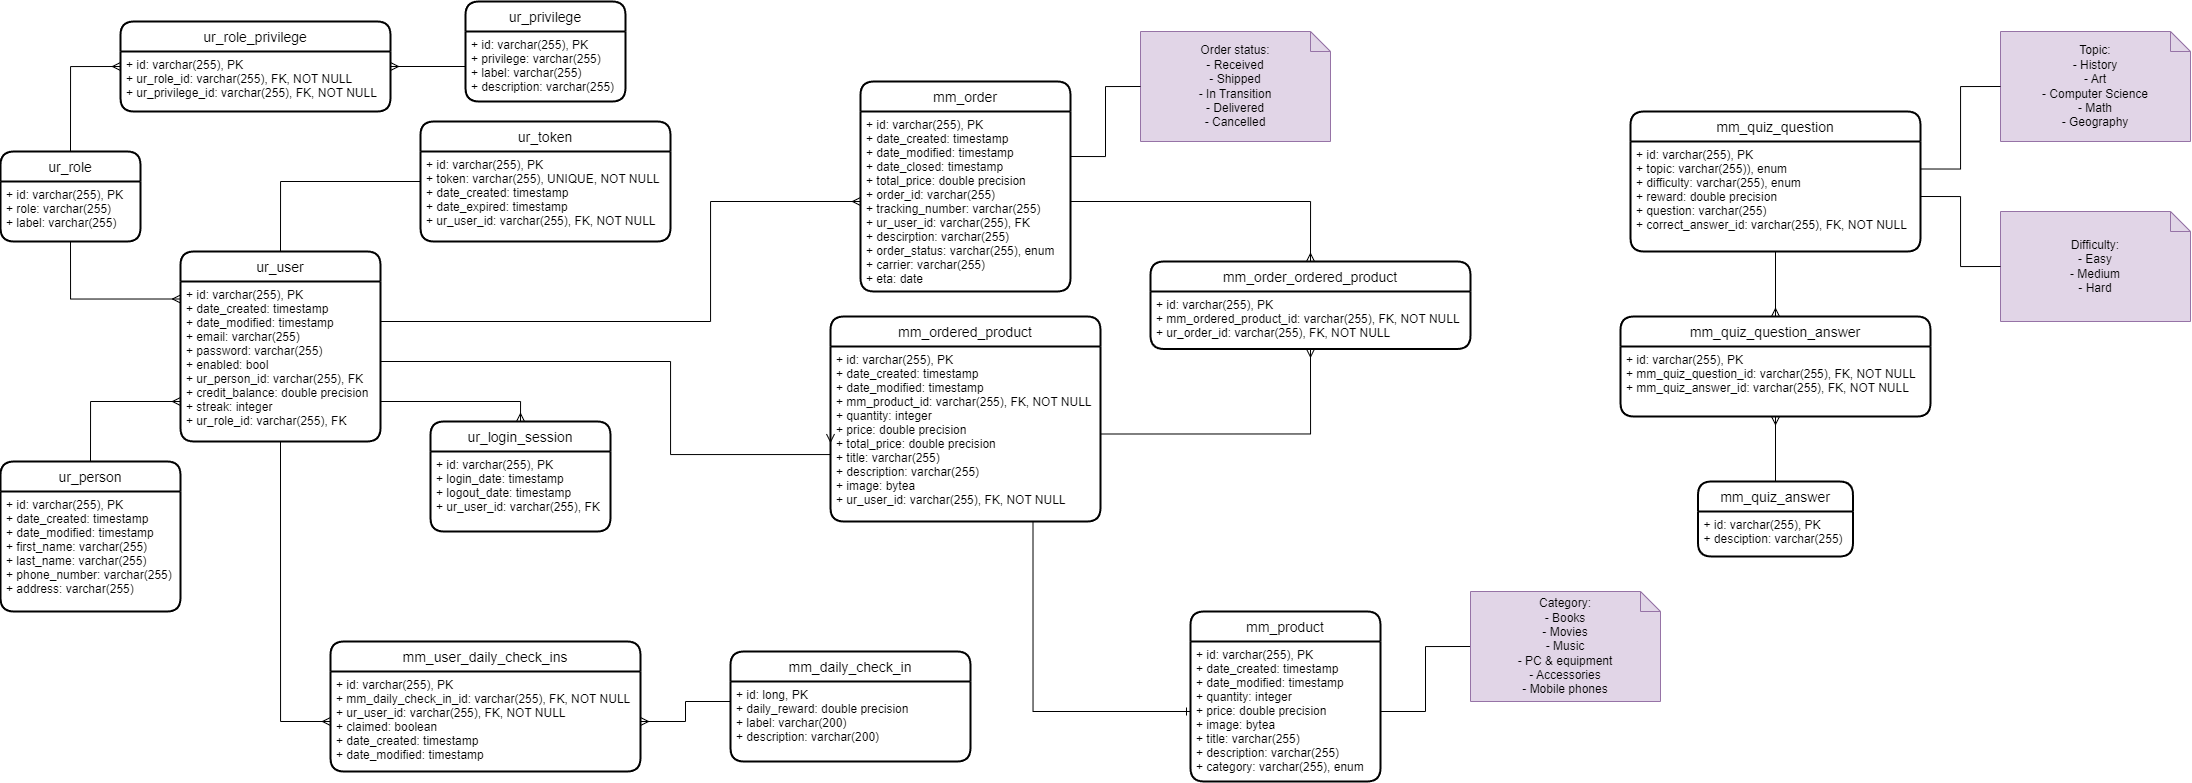 ur_role_privilege
+ id: varchar(255), PK
+ ur_role_id: varchar(255), FK, NOT NULL
+ ur_privilege_id: varchar(255), FK, NOT NULL
ur_privilege
+ id: varchar(255), PK
+ privilege: varchar(255)
+ label: varchar(255)
+ description: varchar(255)
ur_role
+ id: varchar(255), PK
+ role: varchar(255)
+ label: varchar(255)
ur_token
+ id: varchar(255), PK
+ token: varchar(255), UNIQUE, NOT NULL
+ date_created: timestamp
+ date_expired: timestamp
+ ur_user_id: varchar(255), FK, NOT NULL
ur_user
+ id: varchar(255), PK
+ date_created: timestamp
+ date_modified: timestamp
+ email: varchar(255)
+ password: varchar(255)
+ enabled: bool
+ ur_person_id: varchar(255), FK
+ credit_balance: double precision
+ streak: integer
+ ur_role_id: varchar(255), FK
ur_person
+ id: varchar(255), PK
+ date_created: timestamp
+ date_modified: timestamp
+ first_name: varchar(255)
+ last_name: varchar(255)
+ phone_number: varchar(255)
+ address: varchar(255)
ur_login_session
+ id: varchar(255), PK
+ login_date: timestamp
+ logout_date: timestamp
+ ur_user_id: varchar(255), FK
mm_user_daily_check_ins
+ id: varchar(255), PK
+ mm_daily_check_in_id: varchar(255), FK, NOT NULL
+ ur_user_id: varchar(255), FK, NOT NULL
+ claimed: boolean
+ date_created: timestamp
+ date_modified: timestamp
mm_daily_check_in
+ id: long, PK
+ daily_reward: double precision
+ label: varchar(200)
+ description: varchar(200)
mm_order
+ id: varchar(255), PK
+ date_created: timestamp
+ date_modified: timestamp
+ date_closed: timestamp
+ total_price: double precision
+ order_id: varchar(255)
+ tracking_number: varchar(255)
+ ur_user_id: varchar(255), FK
+ descirption: varchar(255)
+ order_status: varchar(255), enum
+ carrier: varchar(255)
+ eta: date
Order status:
- Received
- Shipped
- In Transition
- Delivered
- Cancelled
mm_order_ordered_product
+ id: varchar(255), PK
+ mm_ordered_product_id: varchar(255), FK, NOT NULL
+ ur_order_id: varchar(255), FK, NOT NULL
mm_ordered_product
+ id: varchar(255), PK
+ date_created: timestamp
+ date_modified: timestamp
+ mm_product_id: varchar(255), FK, NOT NULL
+ quantity: integer
+ price: double precision
+ total_price: double precision
+ title: varchar(255)
+ description: varchar(255)
+ image: bytea
+ ur_user_id: varchar(255), FK, NOT NULL
mm_product
+ id: varchar(255), PK
+ date_created: timestamp
+ date_modified: timestamp
+ quantity: integer
+ price: double precision
+ image: bytea
+ title: varchar(255)
+ description: varchar(255)
+ category: varchar(255), enum
Category:
- Books
- Movies
- Music
- PC & equipment
- Accessories
- Mobile phones
mm_quiz_question
+ id: varchar(255), PK
+ topic: varchar(255)), enum
+ difficulty: varchar(255), enum
+ reward: double precision
+ question: varchar(255)
+ correct_answer_id: varchar(255), FK, NOT NULL
Topic:
- History
- Art
- Computer Science
- Math
- Geography
Difficulty:
- Easy
- Medium
- Hard
mm_quiz_question_answer
+ id: varchar(255), PK
+ mm_quiz_question_id: varchar(255), FK, NOT NULL
+ mm_quiz_answer_id: varchar(255), FK, NOT NULL
mm_quiz_answer
+ id: varchar(255), PK
+ desciption: varchar(255)